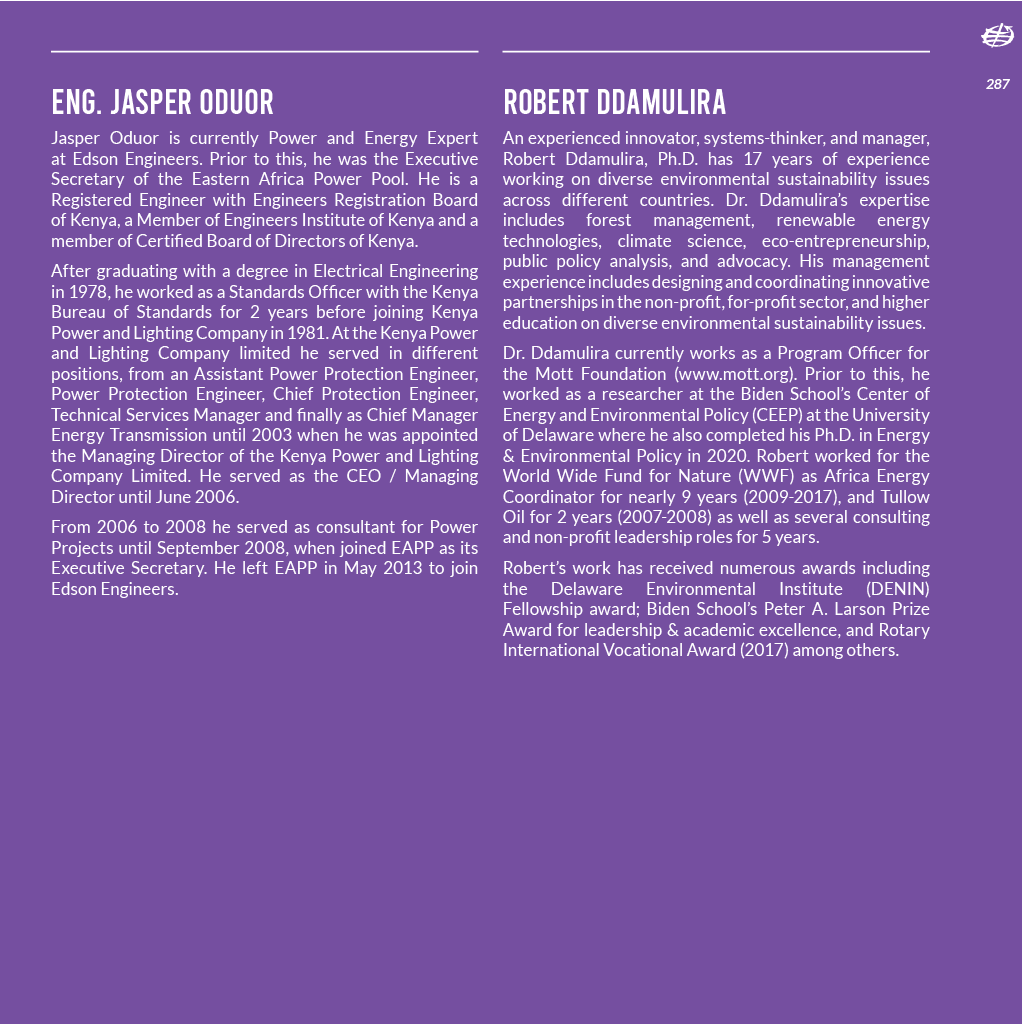 287
ENG. JASPER ODUOR
Jasper Oduor is currently Power and Energy Expert
at Edson Engineers. Prior to this, he was the Executive
Secretary of the Eastern Africa Power Pool. He is a
Registered Engineer with Engineers Registration Board
of Kenya, a Member of Engineers Institute of Kenya and a
member of Certified Board of Directors of Kenya.
After graduating with a degree in Electrical Engineering
in 1978, he worked as a Standards Officer with the Kenya
Bureau of Standards for 2 years before joining Kenya
Power and Lighting Company in 1981. At the Kenya Power
and Lighting Company limited he served in different
positions, from an Assistant Power Protection Engineer,
Power Protection Engineer, Chief Protection Engineer,
Technical Services Manager and finally as Chief Manager
Energy Transmission until 2003 when he was appointed
the Managing Director of the Kenya Power and Lighting
Company Limited. He served as the CEO / Managing
Director until June 2006.
From 2006 to 2008 he served as consultant for Power
Projects until September 2008, when joined EAPP as its
Executive Secretary. He left EAPP in May 2013 to join
Edson Engineers.
ROBERT DDAMULIRA
An experienced innovator, systems-thinker, and manager,
Robert Ddamulira, Ph.D. has 17 years of experience
working on diverse environmental sustainability issues
across different countries. Dr. Ddamulira’s expertise
includes forest management, renewable energy
technologies, climate science, eco-entrepreneurship,
public policy analysis, and advocacy. His management
experience includes designing and coordinating innovative
partnerships in the non-profit, for-profit sector, and higher
education on diverse environmental sustainability issues.
Dr. Ddamulira currently works as a Program Officer for
the Mott Foundation (www.mott.org). Prior to this, he
worked as a researcher at the Biden School’s Center of
Energy and Environmental Policy (CEEP) at the University
of Delaware where he also completed his Ph.D. in Energy
& Environmental Policy in 2020. Robert worked for the
World Wide Fund for Nature (WWF) as Africa Energy
Coordinator for nearly 9 years (2009-2017), and Tullow
Oil for 2 years (2007-2008) as well as several consulting
and non-profit leadership roles for 5 years.
Robert’s work has received numerous awards including
the Delaware Environmental Institute (DENIN)
Fellowship award; Biden School’s Peter A. Larson Prize
Award for leadership & academic excellence, and Rotary
International Vocational Award (2017) among others.